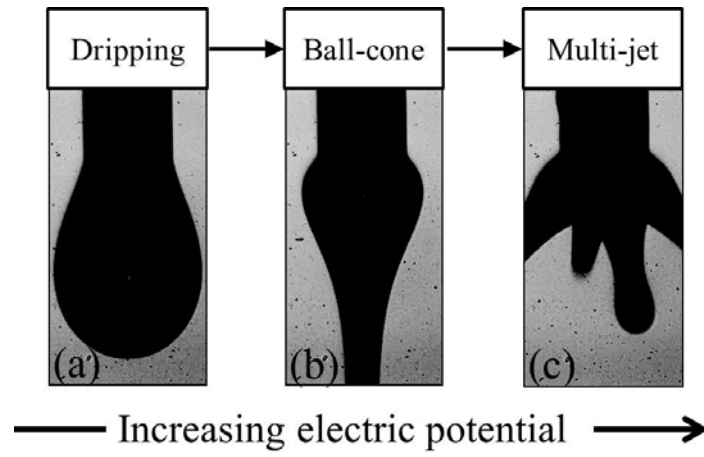 Dripping
Ball-cone
Multi-jet
(a)
(b)
(c)
Increasing electric potential